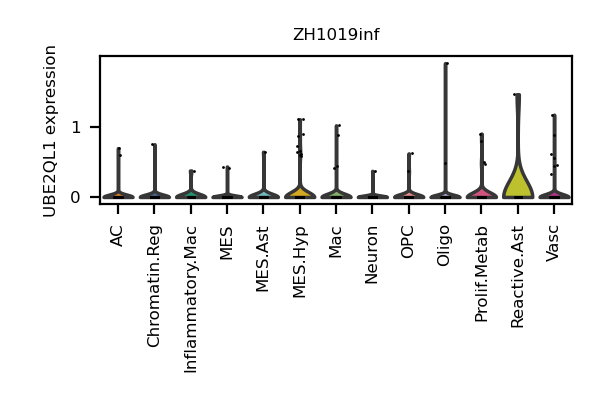 ZH1019inf
UBE2QL1 expression
1
0
AC
Chromatin.Reg
Inflammatory.Mac
MES
MES.Ast
MES.Hyp
Mac
Neuron
OPC
Oligo
Prolif.Metab
Reactive.Ast
Vasc